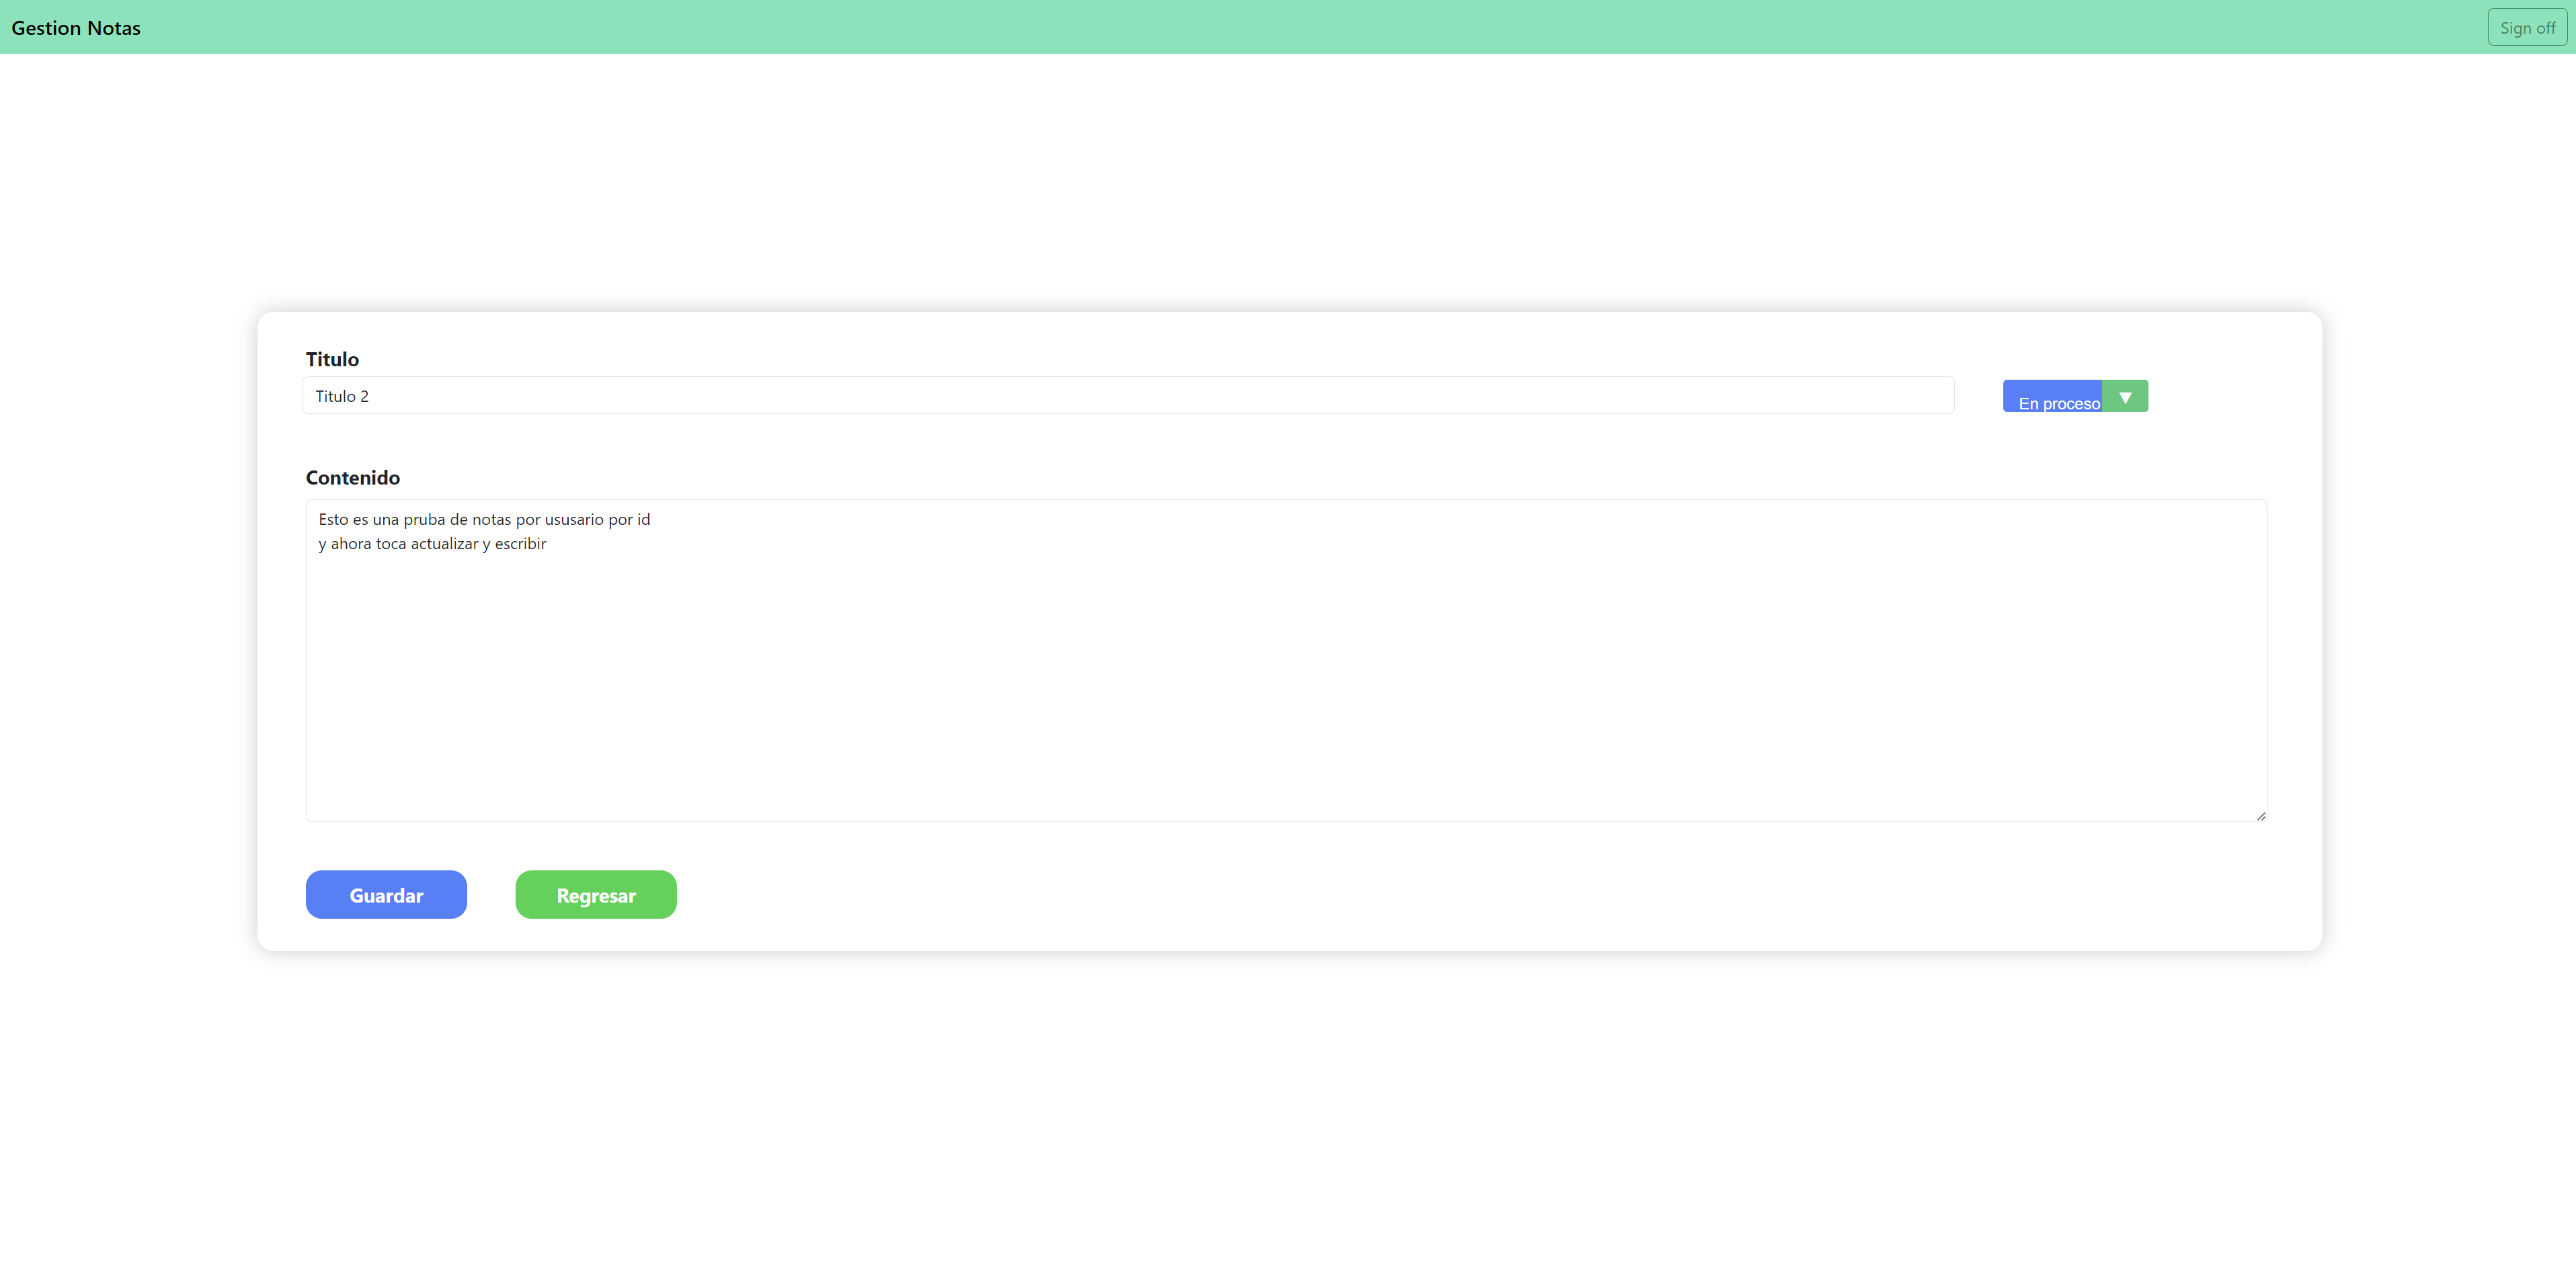 Gestion Notas
Sign off
Titulo
Titulo 2
En proceso
Contenido
Esto es una pruba de notas por ususario por id
y ahora toca actualizar y escribir
Guardar
Regresar